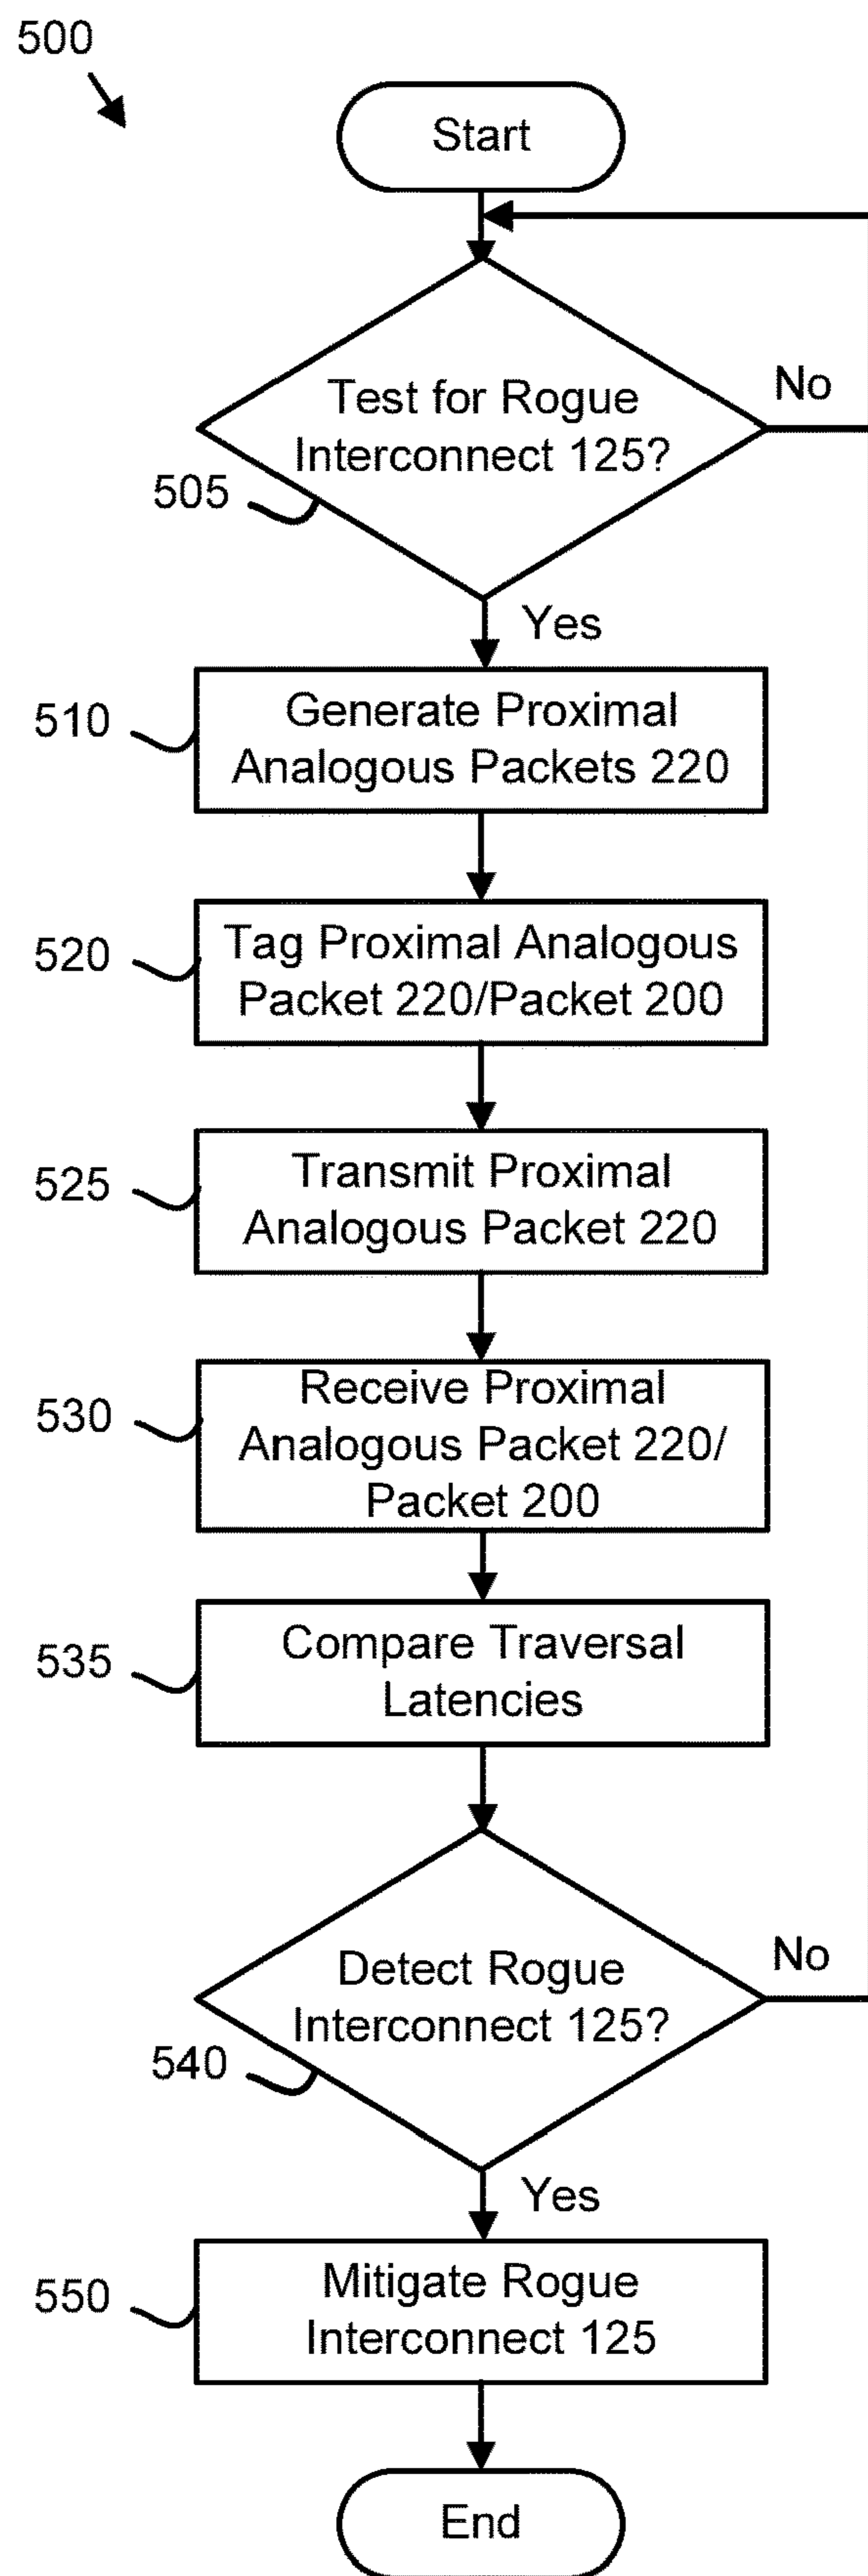 500
Start
Test for Rogue
Interconnect 125?
No
505
Yes
510
Generate Proximal
Analogous Packets 220
520
Tag Proximal Analogous
Packet 220/Packet 200
525
Transmit Proximal
Analogous Packet 220
530
Receive Proximal
Analogous Packet 220/
Packet 200
535
Compare Traversal
Latencies
Detect Rogue
Interconnect 125?
No
540
Yes
550
Mitigate Rogue
Interconnect 125
End